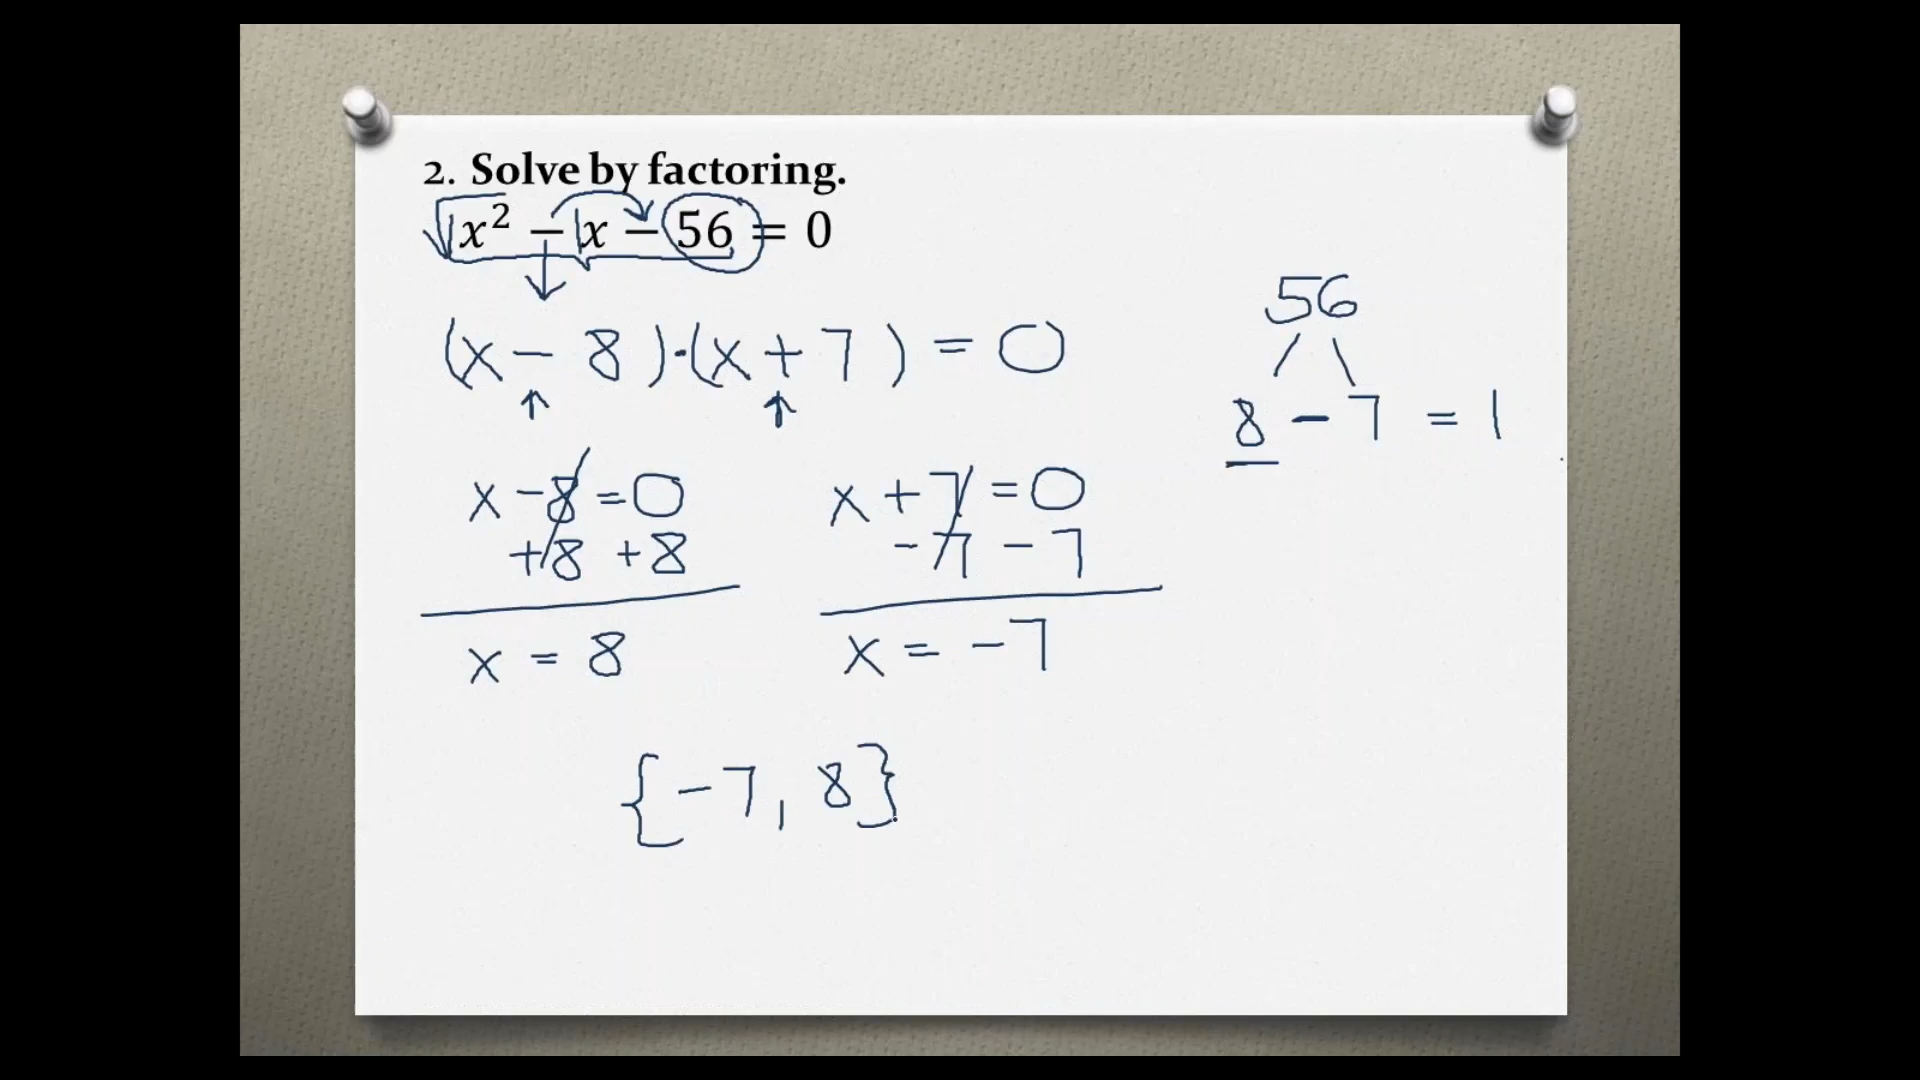 2. Solve by factoring.
x² − 1x − 56 = 0
(x − 8)·(x + 7) = 0
x − 8 = 0
+8 +8
x = 8
x + 7 = 0
−7 −7
x = −7
{−7, 8}
56
8 − 7 = 1